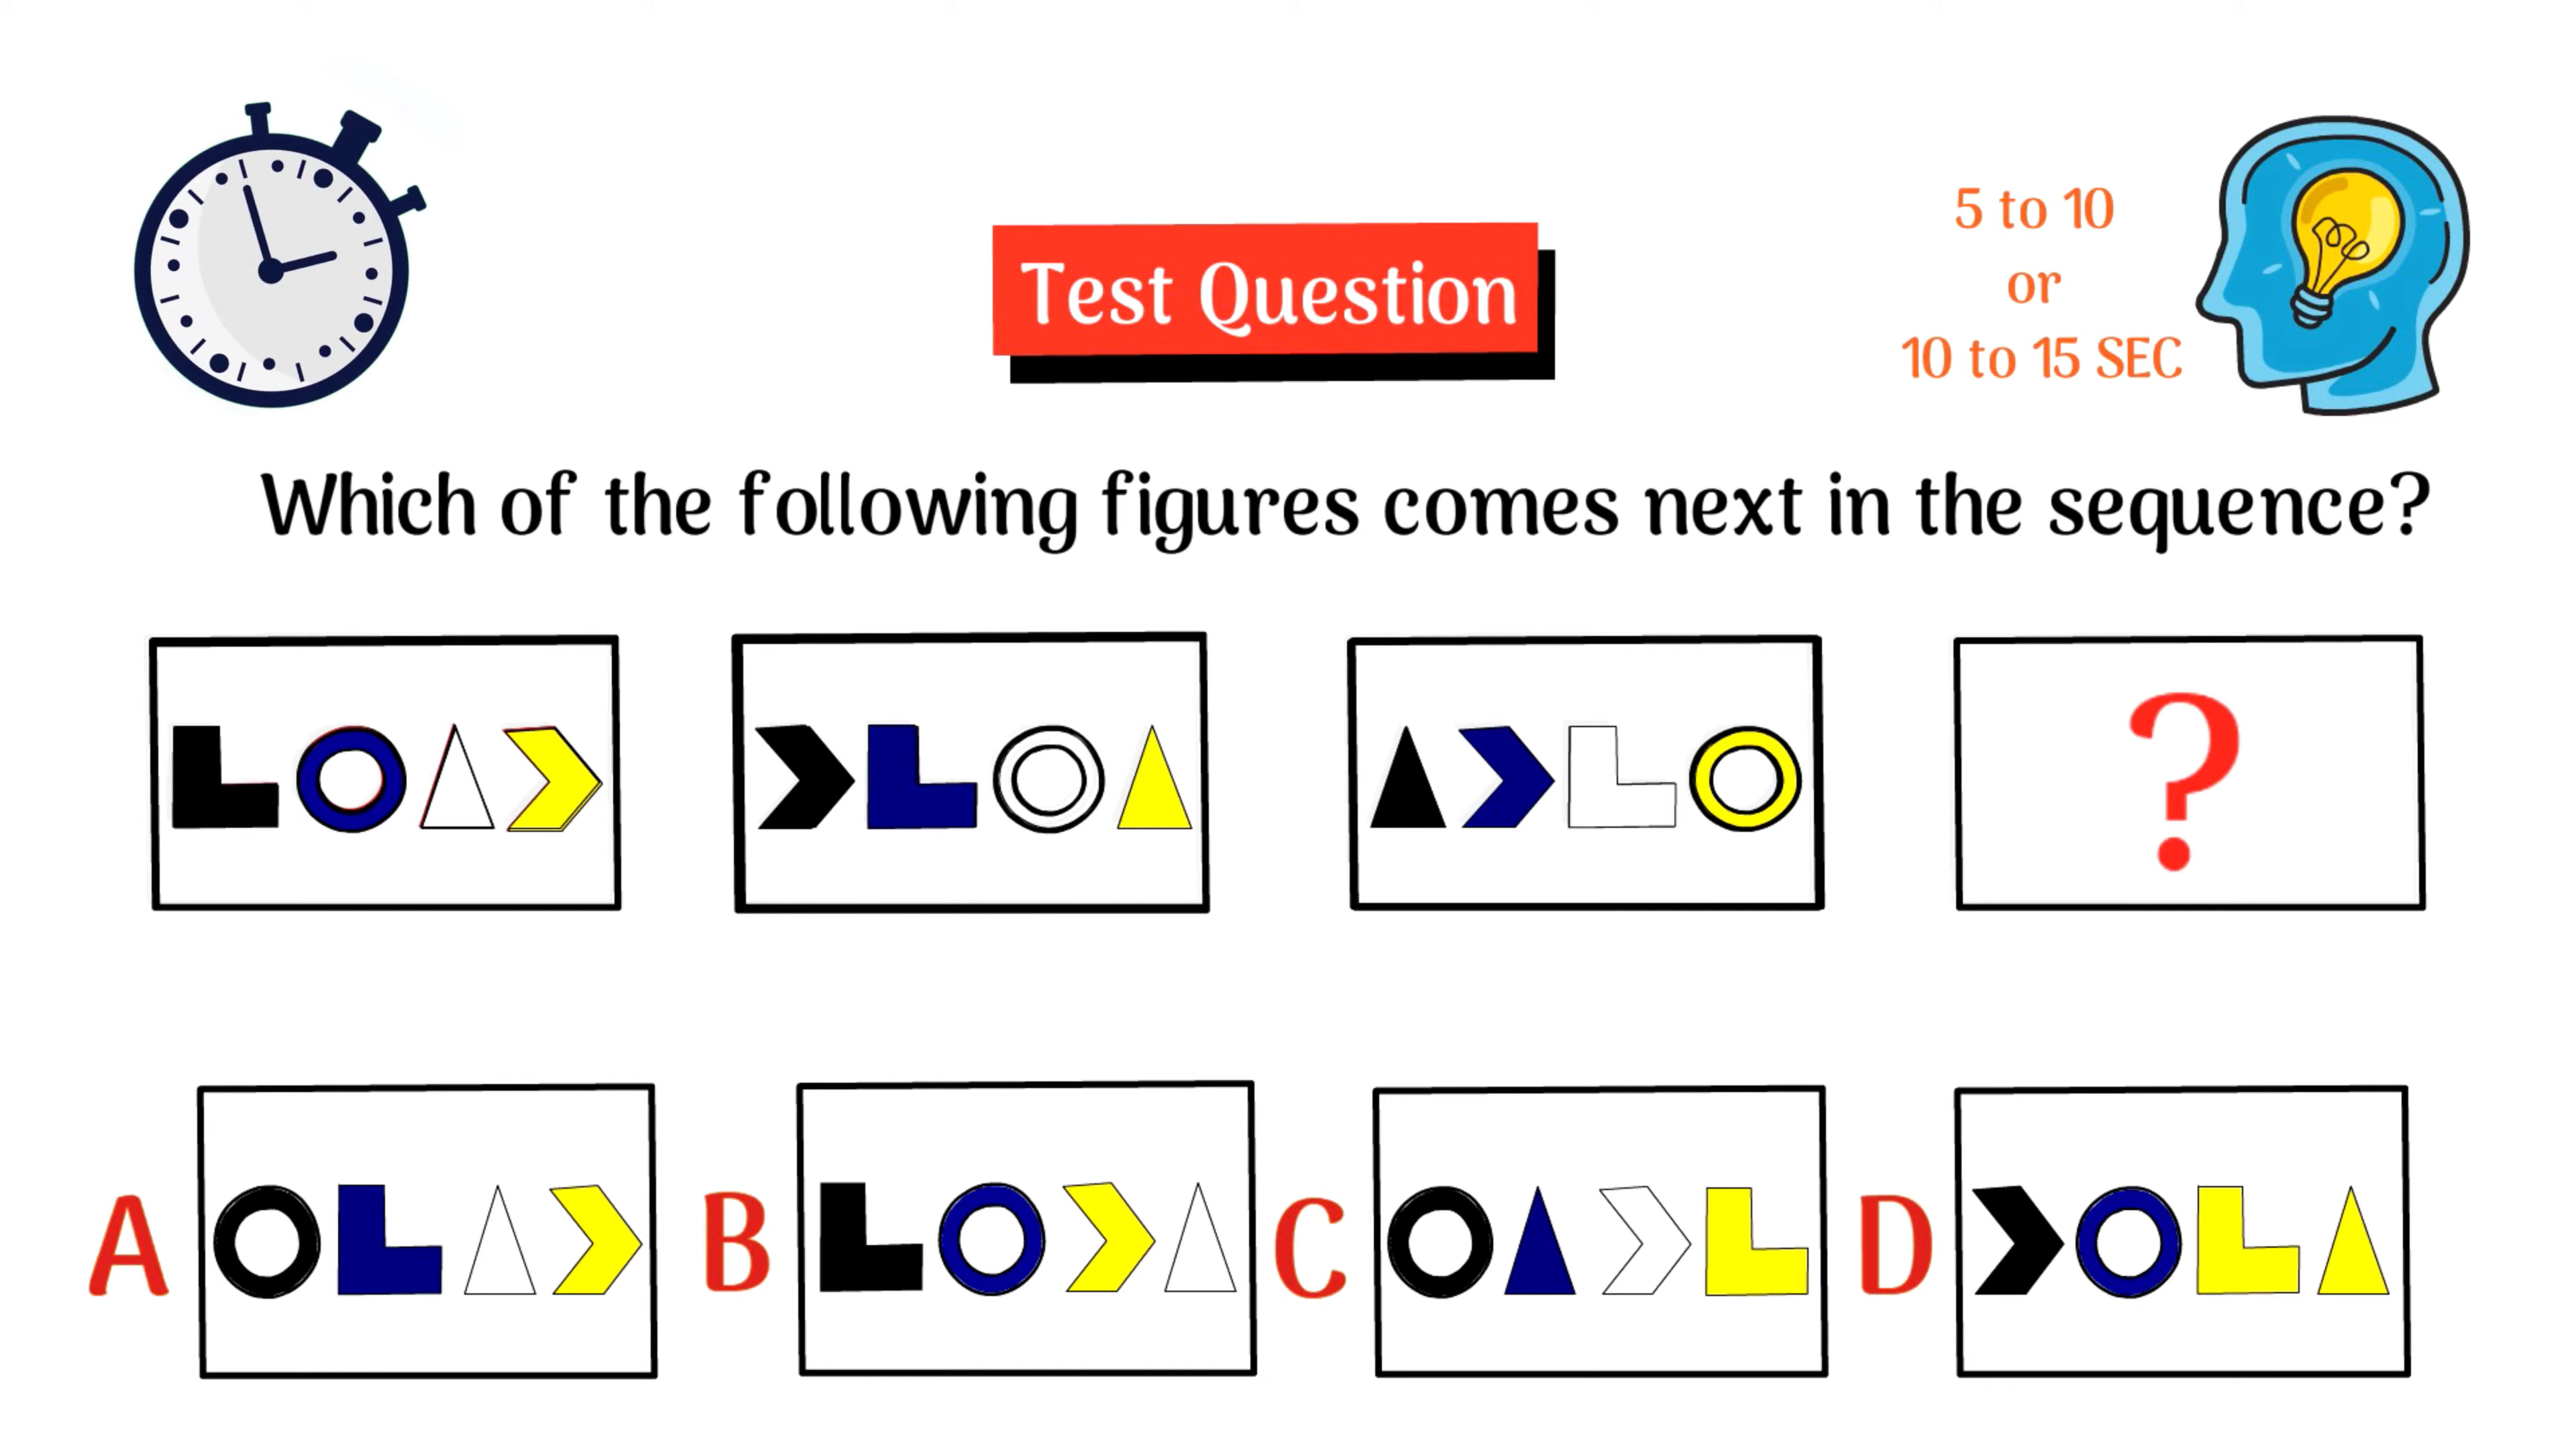 5 to 10
or
10 to 15 SEC
Test Question
Which of the following figures comes next in the sequence?
?
A
B
C
D